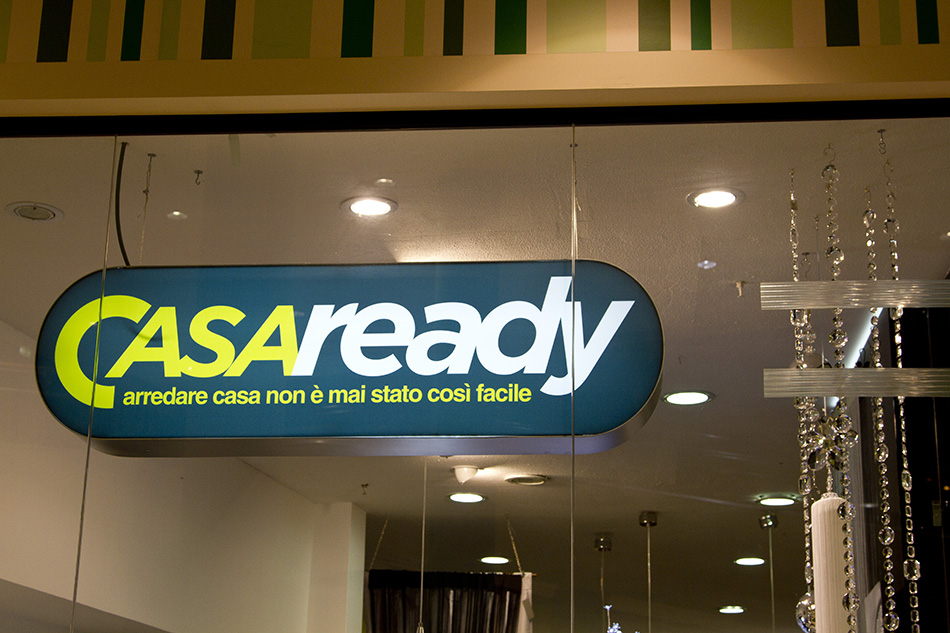 CASAready
arredare casa non è mai stato così facile